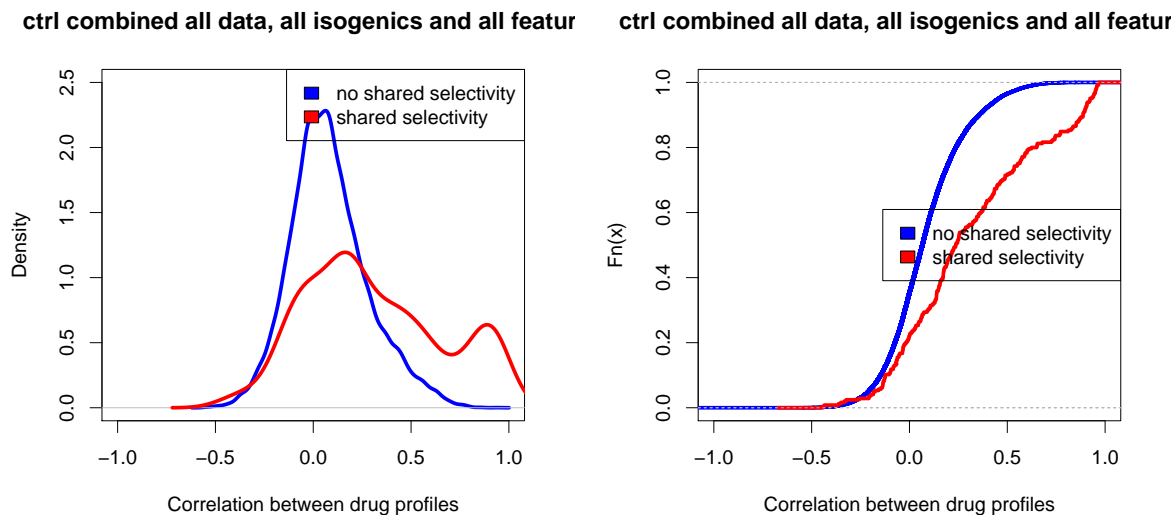 ctrl combined all data, all isogenics and all featur
Density
0.0 0.5 1.0 1.5 2.0 2.5
no shared selectivity
shared selectivity
−1.0 −0.5 0.0 0.5 1.0
Correlation between drug profiles
ctrl combined all data, all isogenics and all featur
Fn(x)
0.0 0.2 0.4 0.6 0.8 1.0
no shared selectivity
shared selectivity
−1.0 −0.5 0.0 0.5 1.0
Correlation between drug profiles